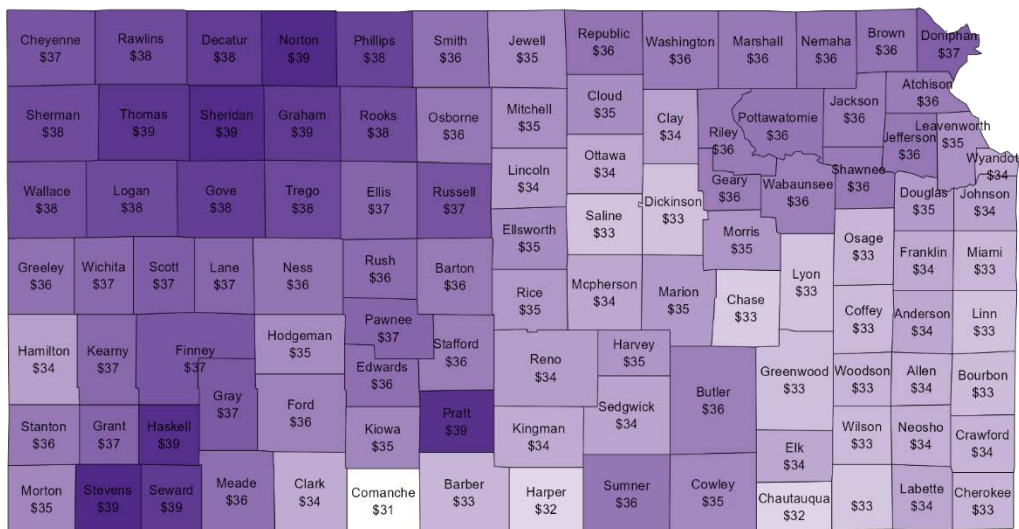 Cheyenne
$37
Rawlins
$38
Decatur
$38
Norton
$39
Phillips
$38
Smith
$36
Jewell
$35
Republic
$36
Washington
$36
Marshall
$36
Nemaha
$36
Brown
$36
Doniphan
$37
Atchison
$36
Sherman
$38
Thomas
$39
Sheridan
$39
Graham
$39
Rooks
$38
Osborne
$36
Mitchell
$35
Cloud
$35
Clay
$34
Riley
$36
Pottawatomie
$36
Jackson
$36
Jefferson
$36
Leavenworth
$35
Wyandot
$34
Lincoln
$34
Ottawa
$34
Wallace
$38
Logan
$38
Gove
$38
Trego
$38
Ellis
$37
Russell
$37
Saline
$33
Dickinson
$33
Geary
$36
Wabaunsee
$36
Shawnee
$36
Douglas
$35
Johnson
$34
Ellsworth
$35
Morris
$35
Osage
$33
Franklin
$34
Miami
$33
Greeley
$36
Wichita
$37
Scott
$37
Lane
$37
Ness
$36
Rush
$36
Barton
$36
Rice
$35
Mcpherson
$34
Marion
$35
Chase
$33
Lyon
$33
Coffey
$33
Anderson
$34
Linn
$33
Hamilton
$34
Kearny
$37
Finney
$37
Hodgeman
$35
Pawnee
$37
Stafford
$36
Edwards
$36
Reno
$34
Harvey
$35
Butler
$36
Greenwood
$33
Woodson
$33
Allen
$34
Bourbon
$33
Gray
$37
Ford
$36
Stanton
$36
Grant
$37
Haskell
$39
Kiowa
$35
Pratt
$39
Kingman
$34
Sedgwick
$34
Elk
$34
Wilson
$33
Neosho
$34
Crawford
$34
Morton
$35
Stevens
$39
Seward
$39
Meade
$36
Clark
$34
Comanche
$31
Barber
$33
Harper
$32
Sumner
$36
Cowley
$35
Chautauqua
$32
$33
Labette
$34
Cherokee
$33